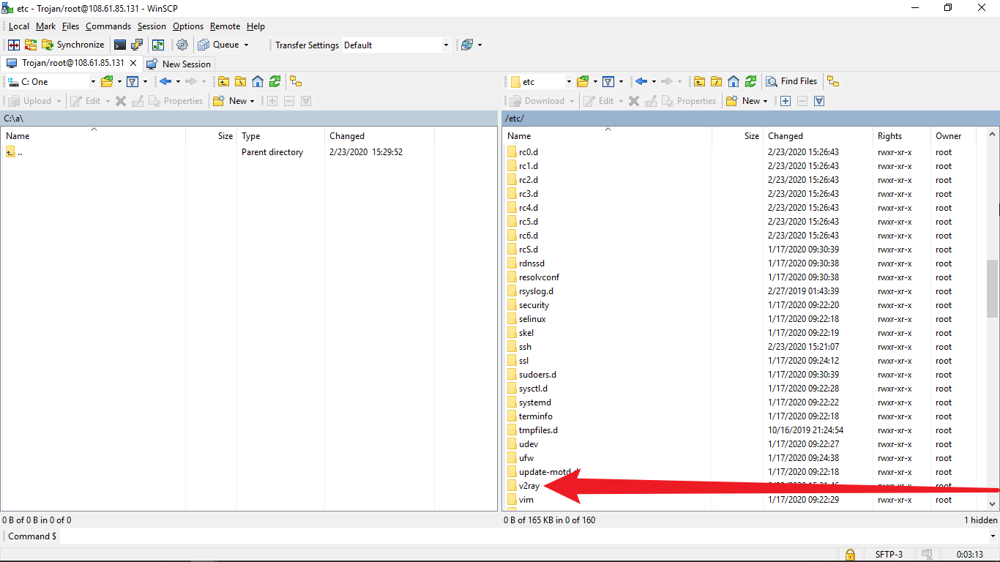 etc - Trojan/root@108.61.85.131 - WinSCP
Local Mark Files Commands Session Options Remote Help
Synchronize Queue Transfer Settings Default
Trojan/root@108.61.85.131 New Session
C: One etc Find Files
Upload Edit Properties New Download Edit Properties New
C:\a\ /etc/
Name Size Type Changed Name Size Changed Rights Owner
.. Parent directory 2/23/2020 15:29:52 rc0.d 2/23/2020 15:26:43 rwxr-xr-x root
rc1.d 2/23/2020 15:26:43 rwxr-xr-x root
rc2.d 2/23/2020 15:26:43 rwxr-xr-x root
rc3.d 2/23/2020 15:26:43 rwxr-xr-x root
rc4.d 2/23/2020 15:26:43 rwxr-xr-x root
rc5.d 2/23/2020 15:26:43 rwxr-xr-x root
rc6.d 2/23/2020 15:26:43 rwxr-xr-x root
rcS.d 1/17/2020 09:30:39 rwxr-xr-x root
rdnssd 1/17/2020 09:30:38 rwxr-xr-x root
resolvconf 1/17/2020 09:30:38 rwxr-xr-x root
rsyslog.d 2/27/2019 01:43:39 rwxr-xr-x root
security 1/17/2020 09:22:20 rwxr-xr-x root
selinux 1/17/2020 09:22:18 rwxr-xr-x root
skel 1/17/2020 09:22:19 rwxr-xr-x root
ssh 2/23/2020 15:21:07 rwxr-xr-x root
ssl 1/17/2020 09:24:12 rwxr-xr-x root
sudoers.d 1/17/2020 09:30:39 rwxr-xr-x root
sysctl.d 1/17/2020 09:22:28 rwxr-xr-x root
systemd 1/17/2020 09:22:22 rwxr-xr-x root
terminfo 1/17/2020 09:22:18 rwxr-xr-x root
tmpfiles.d 10/16/2019 21:24:54 rwxr-xr-x root
udev 1/17/2020 09:22:27 rwxr-xr-x root
ufw 1/17/2020 09:24:38 rwxr-xr-x root
update-motd.d 1/17/2020 09:22:18 rwxr-xr-x root
v2ray rwxr-xr-x root
vim 1/17/2020 09:22:29 rwxr-xr-x root
0 B of 0 B in 0 of 0 0 B of 165 KB in 0 of 160 1 hidden
Command $
SFTP-3 0:03:13